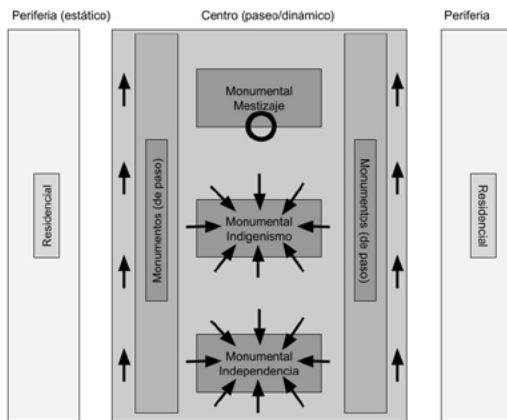 Periferia (estático)
Centro (paseo/dinámico)
Periferia
Monumental
Mestizaje
Residencial
Monumentos (de paso)
Monumental
Indigenismo
Monumentos (de paso)
Residencial
Monumental
Independencia